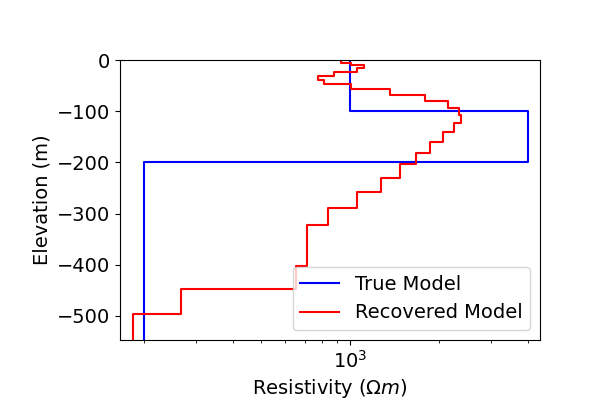 0
−100
−200
−300
−400
−500
Elevation (m)
True Model
Recovered Model
10³
Resistivity (Ωm)